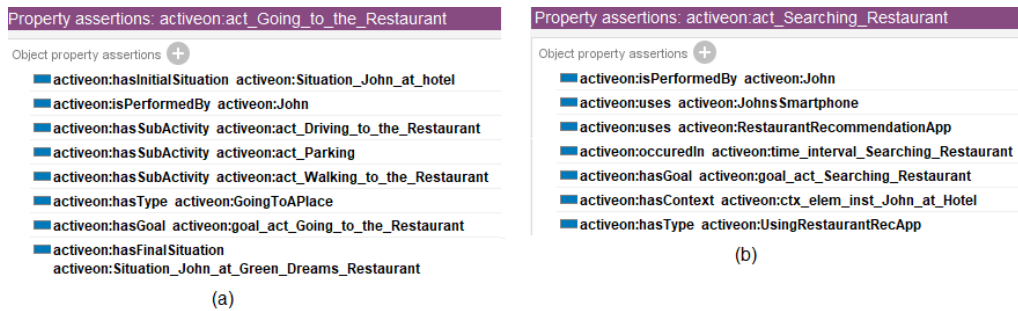 Property assertions: activeon:act_Going_to_the_Restaurant
Object property assertions
activeon:hasInitialSituation activeon:Situation_John_at_hotel
activeon:isPerformedBy activeon:John
activeon:hasSubActivity activeon:act_Driving_to_the_Restaurant
activeon:hasSubActivity activeon:act_Parking
activeon:hasSubActivity activeon:act_Walking_to_the_Restaurant
activeon:hasType activeon:GoingToAPlace
activeon:hasGoal activeon:goal_act_Going_to_the_Restaurant
activeon:hasFinalSituation
activeon:Situation_John_at_Green_Dreams_Restaurant
(a)
Property assertions: activeon:act_Searching_Restaurant
Object property assertions
activeon:isPerformedBy activeon:John
activeon:uses activeon:JohnsSmartphone
activeon:uses activeon:RestaurantRecommendationApp
activeon:occuredIn activeon:time_interval_Searching_Restaurant
activeon:hasGoal activeon:goal_act_Searching_Restaurant
activeon:hasContext activeon:ctx_elem_inst_John_at_Hotel
activeon:hasType activeon:UsingRestaurantRecApp
(b)